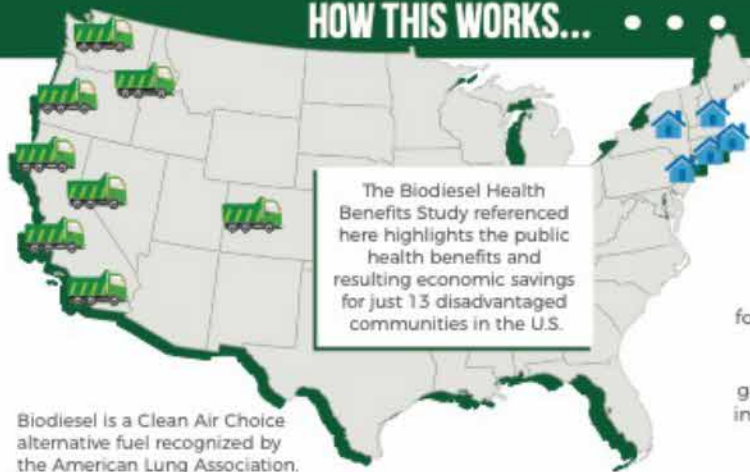 HOW THIS WORKS...
The Biodiesel Health
Benefits Study referenced
here highlights the public
health benefits and
resulting economic savings
for just 13 disadvantaged
communities in the U.S.
Biodiesel is a Clean Air Choice
alternative fuel recognized by
the American Lung Association.